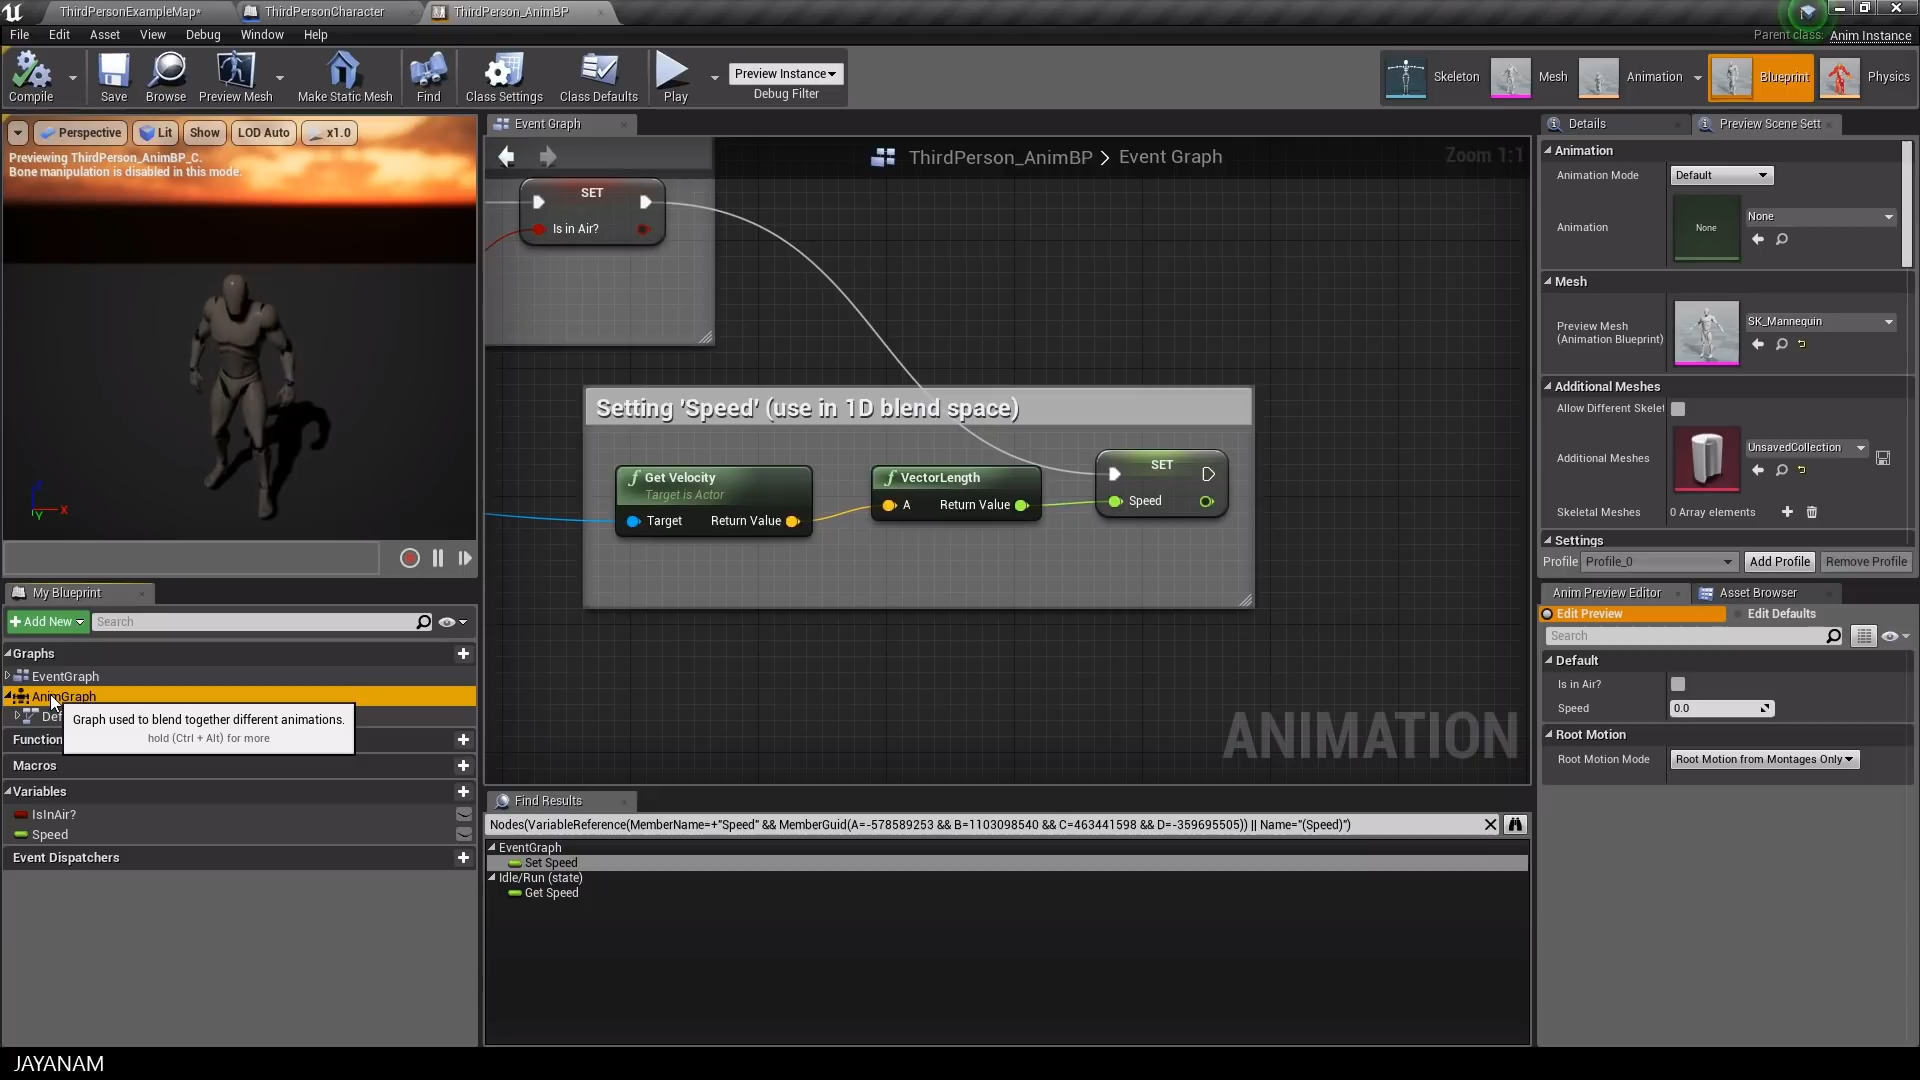 ThirdPersonExampleMap*
ThirdPersonCharacter
ThirdPerson_AnimBP
File Edit Asset View Debug Window Help
Parent class: Anim Instance
Compile
Save
Browse
Preview Mesh
Make Static Mesh
Find
Class Settings
Class Defaults
Play
Preview Instance
Debug Filter
Skeleton
Mesh
Animation
Blueprint
Physics
Perspective
Lit
Show
LOD Auto
x1.0
Previewing ThirdPerson_AnimBP_C.
Bone manipulation is disabled in this mode.
X
Y
My Blueprint
Add New
Search
Graphs
EventGraph
AnimGraph
Graph used to blend together different animations.
hold (Ctrl + Alt) for more
Function
Macros
Variables
IsInAir?
Speed
Event Dispatchers
Event Graph
ThirdPerson_AnimBP > Event Graph
Zoom 1:1
SET
Is in Air?
Setting 'Speed' (use in 1D blend space)
Get Velocity
Target is Actor
Target
Return Value
VectorLength
A
Return Value
SET
Speed
ANIMATION
Find Results
Nodes(VariableReference(MemberName=+"Speed" && MemberGuid(A=-578589253 && B=1103098540 && C=463441598 && D=-359695505)) || Name="(Speed)")
EventGraph
Set Speed
Idle/Run (state)
Get Speed
Details
Preview Scene Sett
Animation
Animation Mode
Default
Animation
None
None
Mesh
Preview Mesh
(Animation Blueprint)
SK_Mannequin
Additional Meshes
Allow Different Skelet
Additional Meshes
UnsavedCollection
Skeletal Meshes
0 Array elements
Settings
Profile
Profile_0
Add Profile
Remove Profile
Anim Preview Editor
Asset Browser
Edit Preview
Edit Defaults
Search
Default
Is in Air?
Speed
0.0
Root Motion
Root Motion Mode
Root Motion from Montages Only
JAYANAM